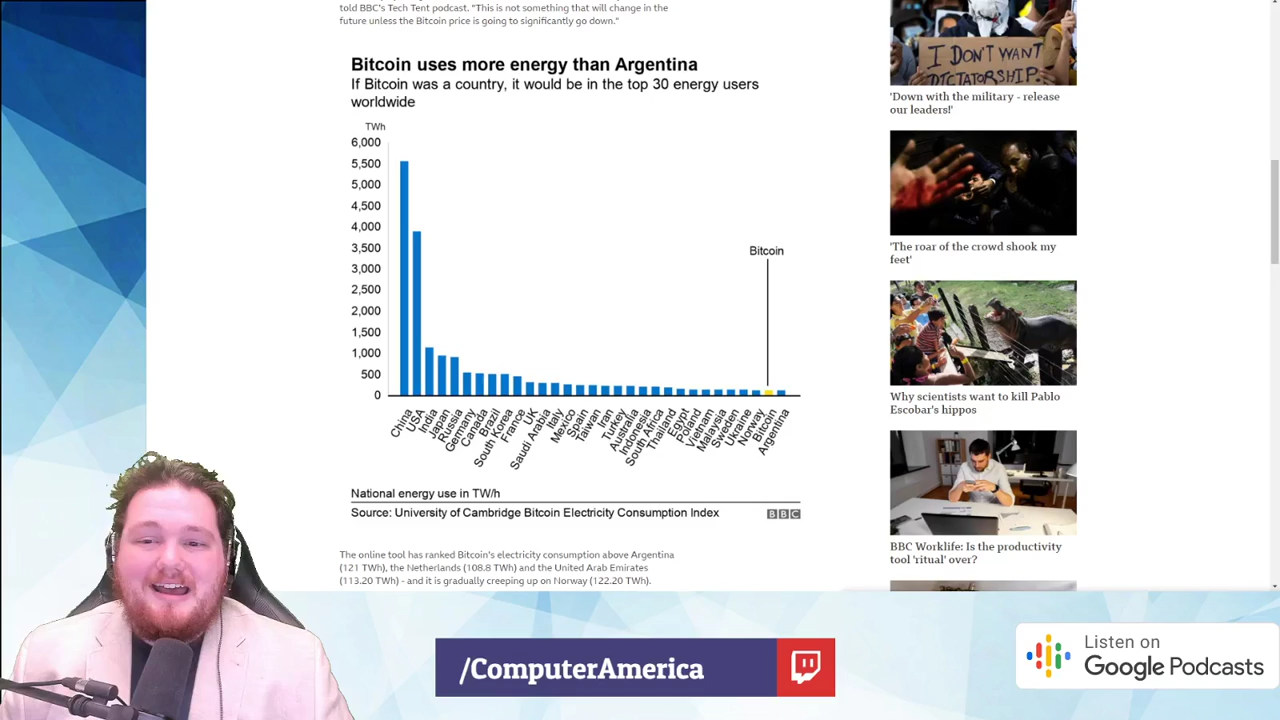 told BBC's Tech Tent podcast. "This is not something that will change in the
future unless the Bitcoin price is going to significantly go down."
Bitcoin uses more energy than Argentina
If Bitcoin was a country, it would be in the top 30 energy users
worldwide
TWh
6,000
5,500
5,000
4,500
4,000
3,500
3,000
2,500
2,000
1,500
1,000
500
0
Bitcoin
China
USA
India
Japan
Russia
Germany
Canada
Brazil
South Korea
France
UK
Saudi Arabia
Italy
Mexico
Spain
Taiwan
Iran
Turkey
Australia
Indonesia
South Africa
Thailand
Egypt
Poland
Vietnam
Malaysia
Sweden
Ukraine
Norway
Bitcoin
Argentina
National energy use in TW/h
Source: University of Cambridge Bitcoin Electricity Consumption Index
BBC
The online tool has ranked Bitcoin's electricity consumption above Argentina
(121 TWh), the Netherlands (108.8 TWh) and the United Arab Emirates
(113.20 TWh) - and it is gradually creeping up on Norway (122.20 TWh).
I DON'T WANT
DICTATORSHIP
'Down with the military - release
our leaders!'
'The roar of the crowd shook my
feet'
Why scientists want to kill Pablo
Escobar's hippos
BBC Worklife: Is the productivity
tool 'ritual' over?
/ComputerAmerica
Listen on
Google Podcasts